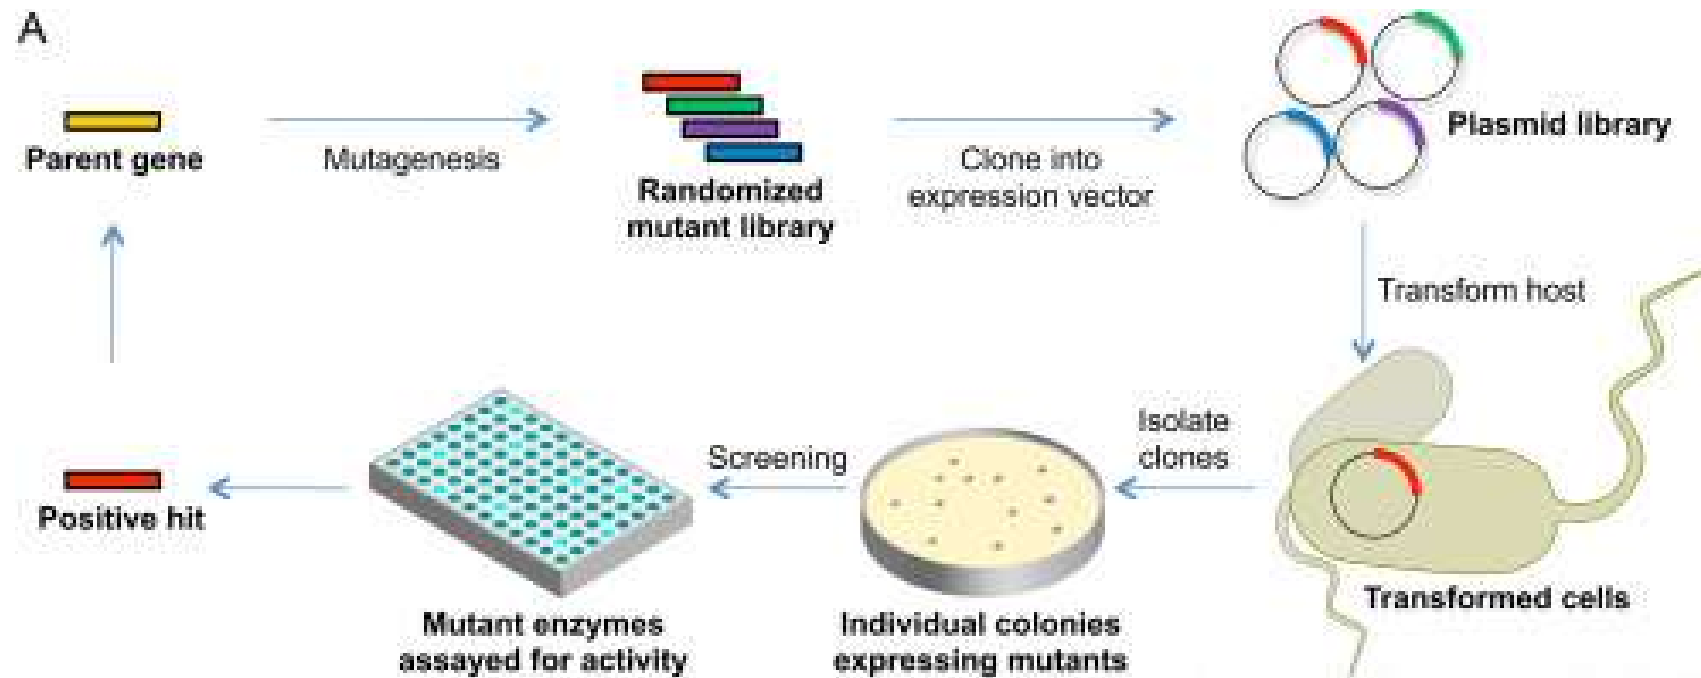 A
Parent gene
Mutagenesis
Randomized
mutant library
Clone into
expression vector
Plasmid library
Transform host
Transformed cells
Isolate
clones
Individual colonies
expressing mutants
Screening
Mutant enzymes
assayed for activity
Positive hit